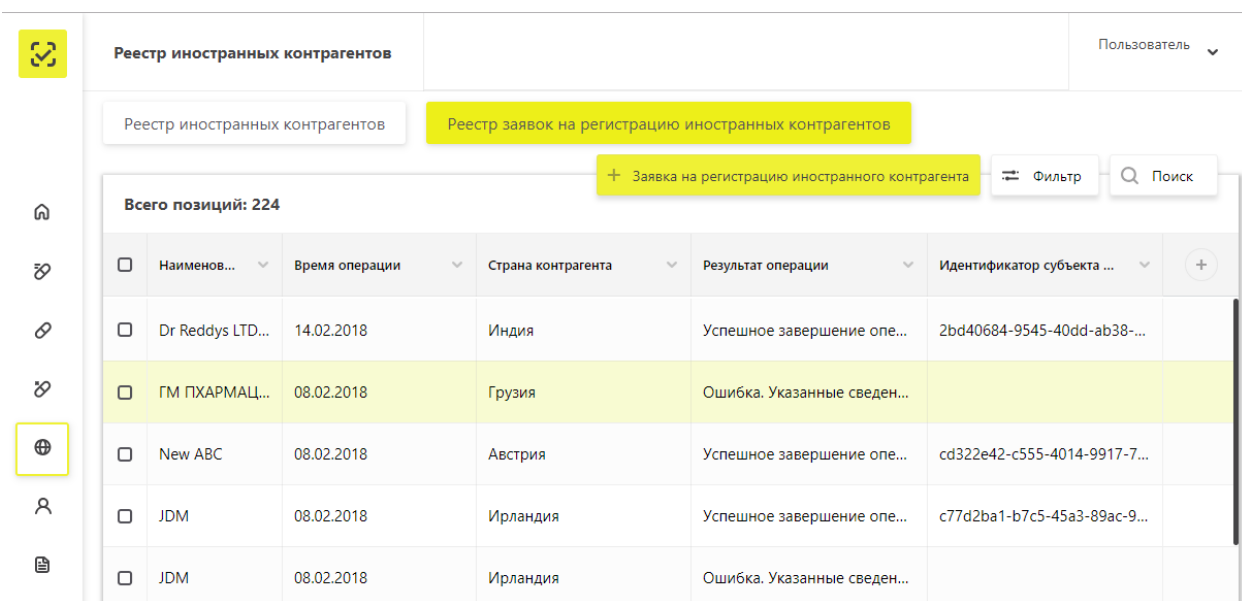 Реестр иностранных контрагентов
Пользователь
Реестр иностранных контрагентов
Реестр заявок на регистрацию иностранных контрагентов
+ Заявка на регистрацию иностранного контрагента
Фильтр
Поиск
Всего позиций: 224
Наименов... Время операции Страна контрагента Результат операции Идентификатор субъекта ... +
Dr Reddys LTD... 14.02.2018 Индия Успешное завершение опе... 2bd40684-9545-40dd-ab38-...
ГМ ПХАРМАЦ... 08.02.2018 Грузия Ошибка. Указанные сведен...
New ABC 08.02.2018 Австрия Успешное завершение опе... cd322e42-c555-4014-9917-7...
JDM 08.02.2018 Ирландия Успешное завершение опе... c77d2ba1-b7c5-45a3-89ac-9...
JDM 08.02.2018 Ирландия Ошибка. Указанные сведен...